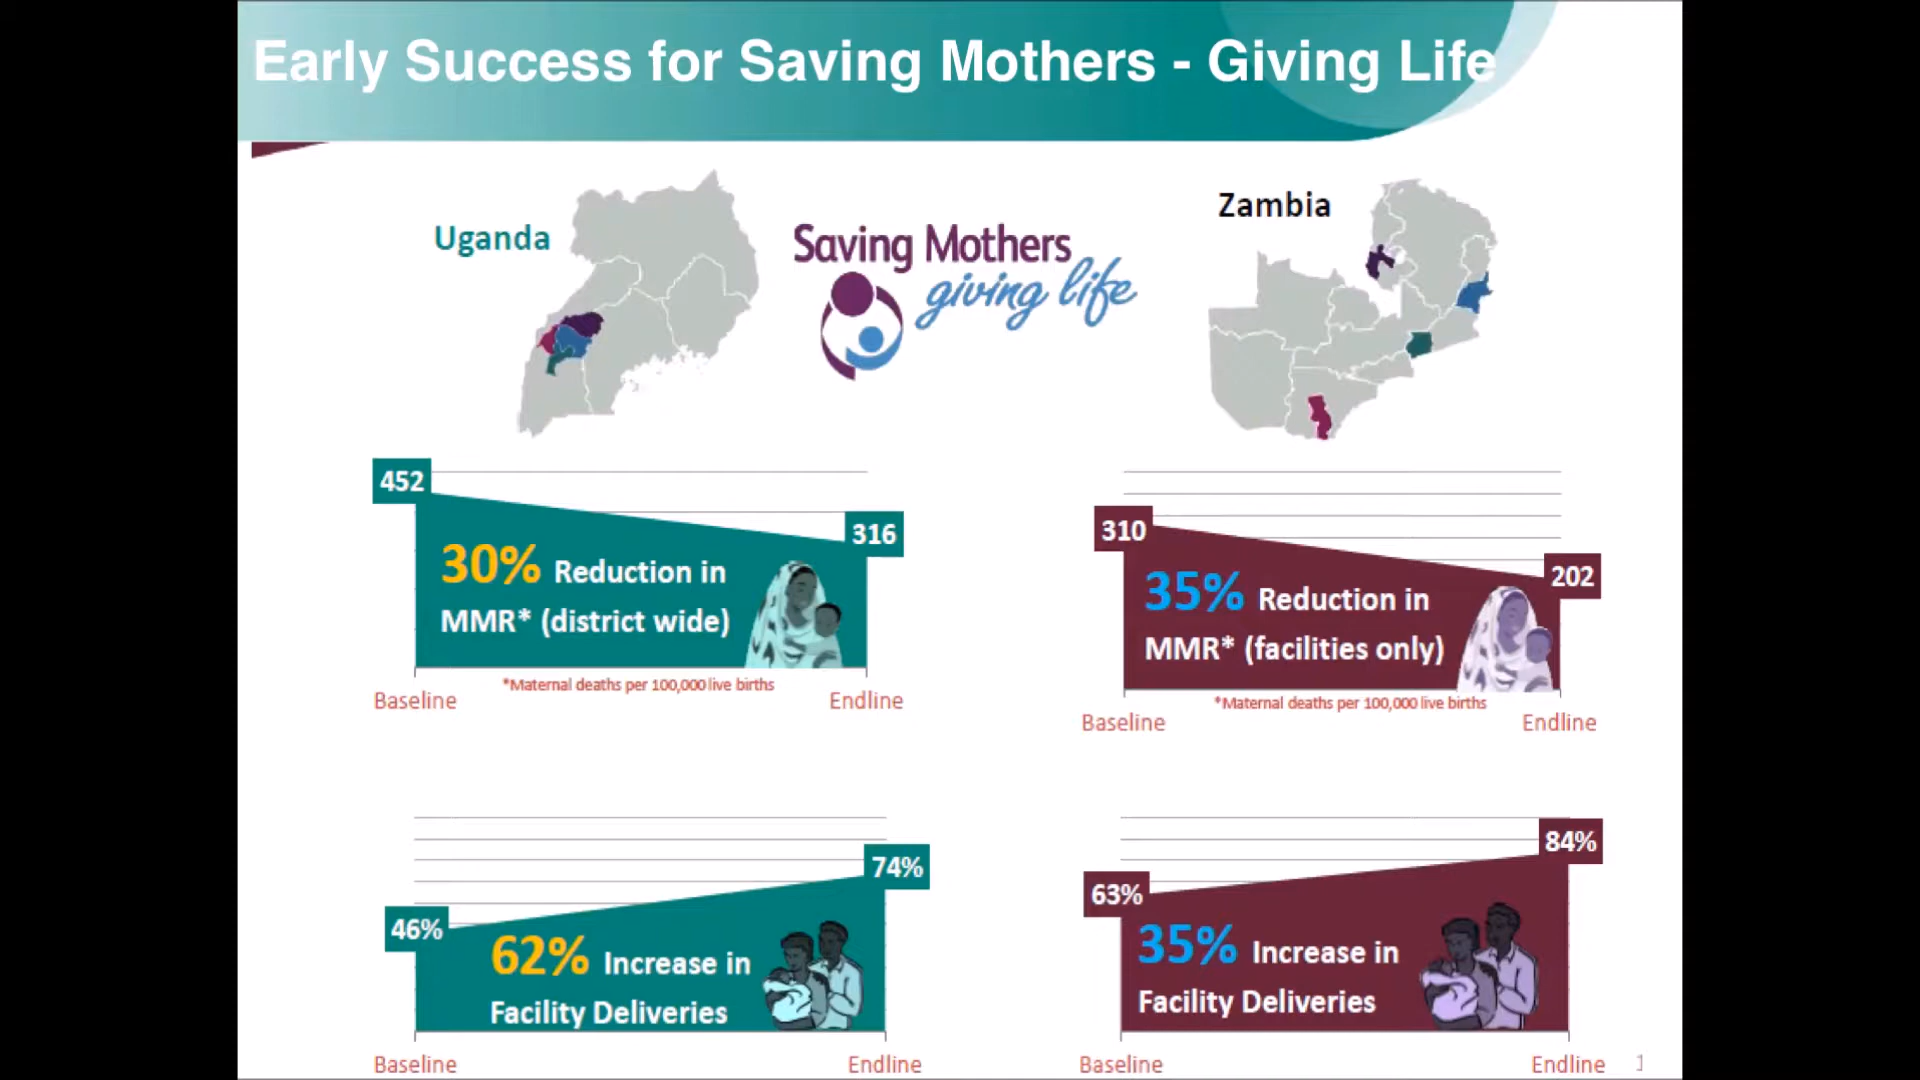 Early Success for Saving Mothers - Giving Life
Uganda
Saving Mothers
giving life
Zambia
452
316
30% Reduction in
MMR* (district wide)
*Maternal deaths per 100,000 live births
Baseline
Endline
310
202
35% Reduction in
MMR* (facilities only)
*Maternal deaths per 100,000 live births
Baseline
Endline
46%
74%
62% Increase in
Facility Deliveries
Baseline
Endline
63%
84%
35% Increase in
Facility Deliveries
Baseline
Endline
1